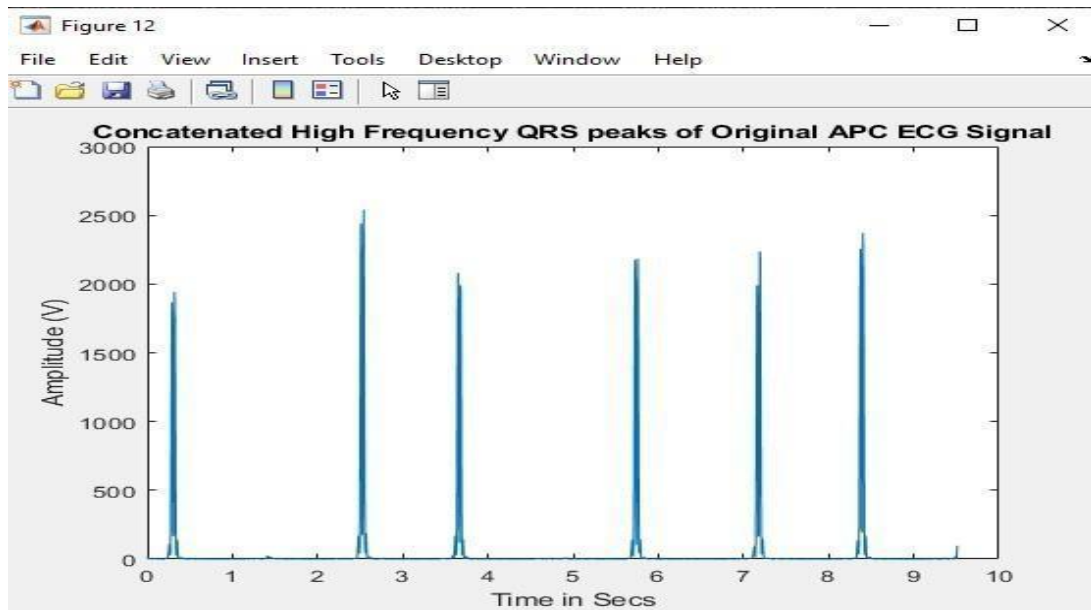 Figure 12
File Edit View Insert Tools Desktop Window Help
Concatenated High Frequency QRS peaks of Original APC ECG Signal
3000
2500
2000
1500
1000
500
0
Amplitude (V)
0 1 2 3 4 5 6 7 8 9 10
Time in Secs